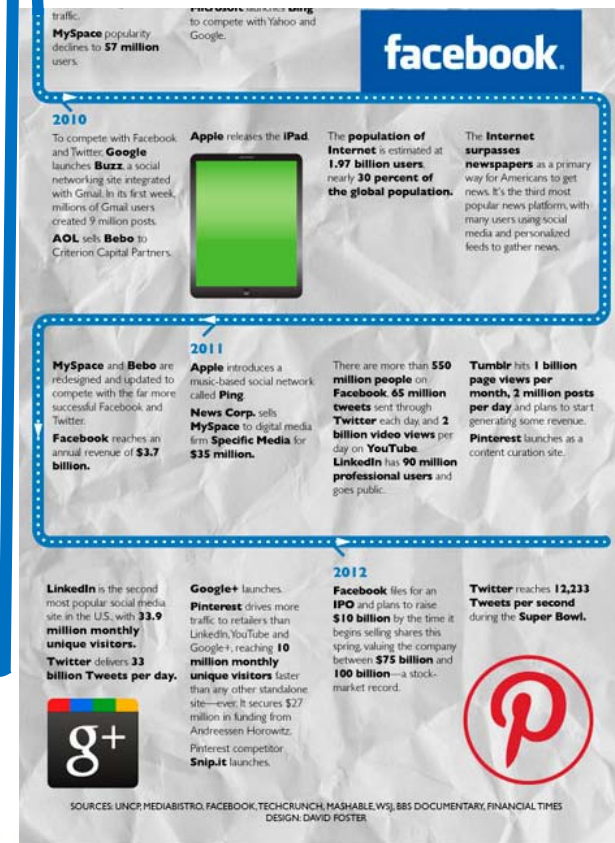 traffic.
MySpace popularity
declines to 57 million
users.
Microsoft launches Bing
to compete with Yahoo and
Google.
facebook.
2010
To compete with Facebook
and Twitter, Google
launches Buzz, a social
networking site integrated
with Gmail. In its first week,
millions of Gmail users
created 9 million posts.
AOL sells Bebo to
Criterion Capital Partners.
Apple releases the iPad.
The population of
Internet is estimated at
1.97 billion users,
nearly 30 percent of
the global population.
The Internet
surpasses
newspapers as a primary
way for Americans to get
news. It's the third most
popular news platform, with
many users using social
media and personalized
feeds to gather news.
MySpace and Bebo are
redesigned and updated to
compete with the far more
successful Facebook and
Twitter.
Facebook reaches an
annual revenue of $3.7
billion.
2011
Apple introduces a
music-based social network
called Ping.
News Corp. sells
MySpace to digital media
firm Specific Media for
$35 million.
There are more than 550
million people on
Facebook, 65 million
tweets sent through
Twitter each day, and 2
billion video views per
day on YouTube.
LinkedIn has 90 million
professional users and
goes public.
Tumblr hits 1 billion
page views per
month, 2 million posts
per day and plans to start
generating some revenue.
Pinterest launches as a
content curation site.
LinkedIn is the second
most popular social media
site in the U.S., with 33.9
million monthly
unique visitors.
Twitter delivers 33
billion Tweets per day.
g+
Google+ launches.
Pinterest drives more
traffic to retailers than
LinkedIn, YouTube and
Google+, reaching 10
million monthly
unique visitors faster
than any other standalone
site—ever. It secures $27
million in funding from
Andreessen Horowitz.
Pinterest competitor
Snip.it launches.
2012
Facebook files for an
IPO and plans to raise
$10 billion by the time it
begins selling shares this
spring, valuing the company
between $75 billion and
100 billion—a stock-
market record.
Twitter reaches 12,233
Tweets per second
during the Super Bowl.
SOURCES: UNCP, MEDIABISTRO, FACEBOOK, TECHCRUNCH, MASHABLE, WSJ, BBS DOCUMENTARY, FINANCIAL TIMES
DESIGN: DAVID FOSTER